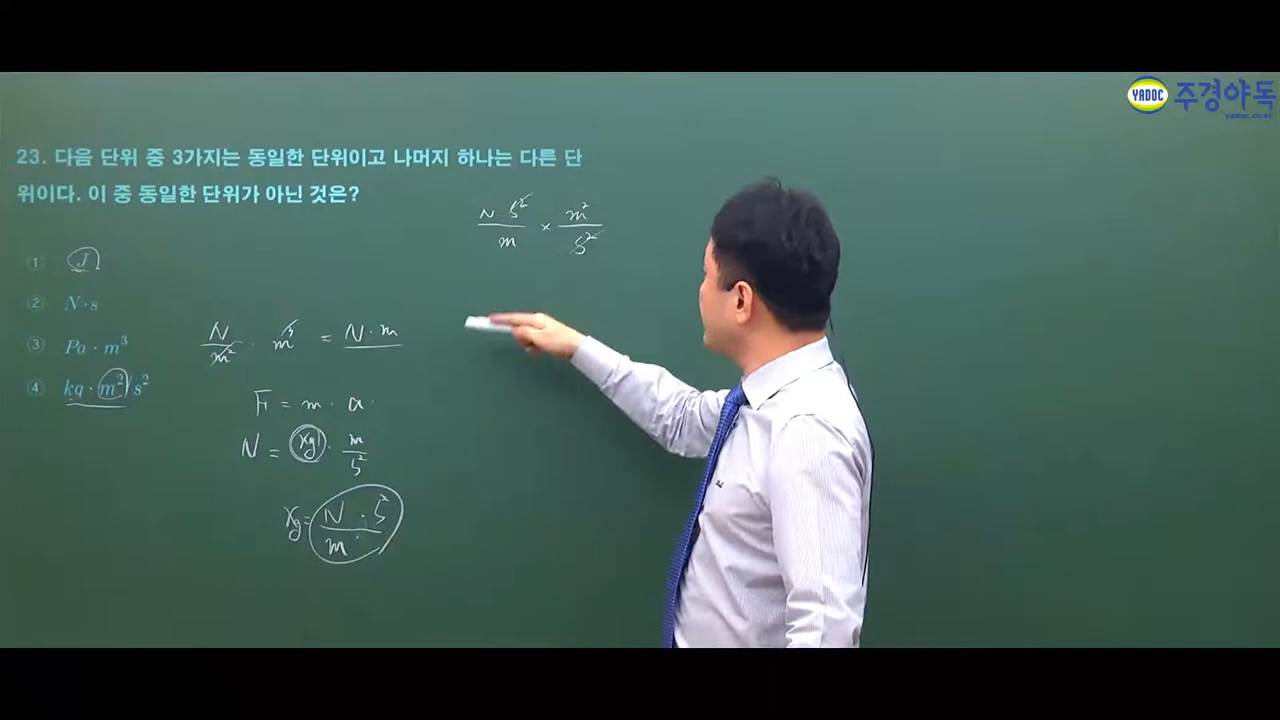 YADOC 주경야독
yadoc.co.kr
23. 다음 단위 중 3가지는 동일한 단위이고 나머지 하나는 다른 단
위이다. 이 중 동일한 단위가 아닌 것은?
① J
② N·s
③ Pa·m³
④ kg·m²/s²
N·s²/m × m²/s²
N/m² · m³ = N·m
F = m · a
N = kg · m/s²
kg = N·s²/m